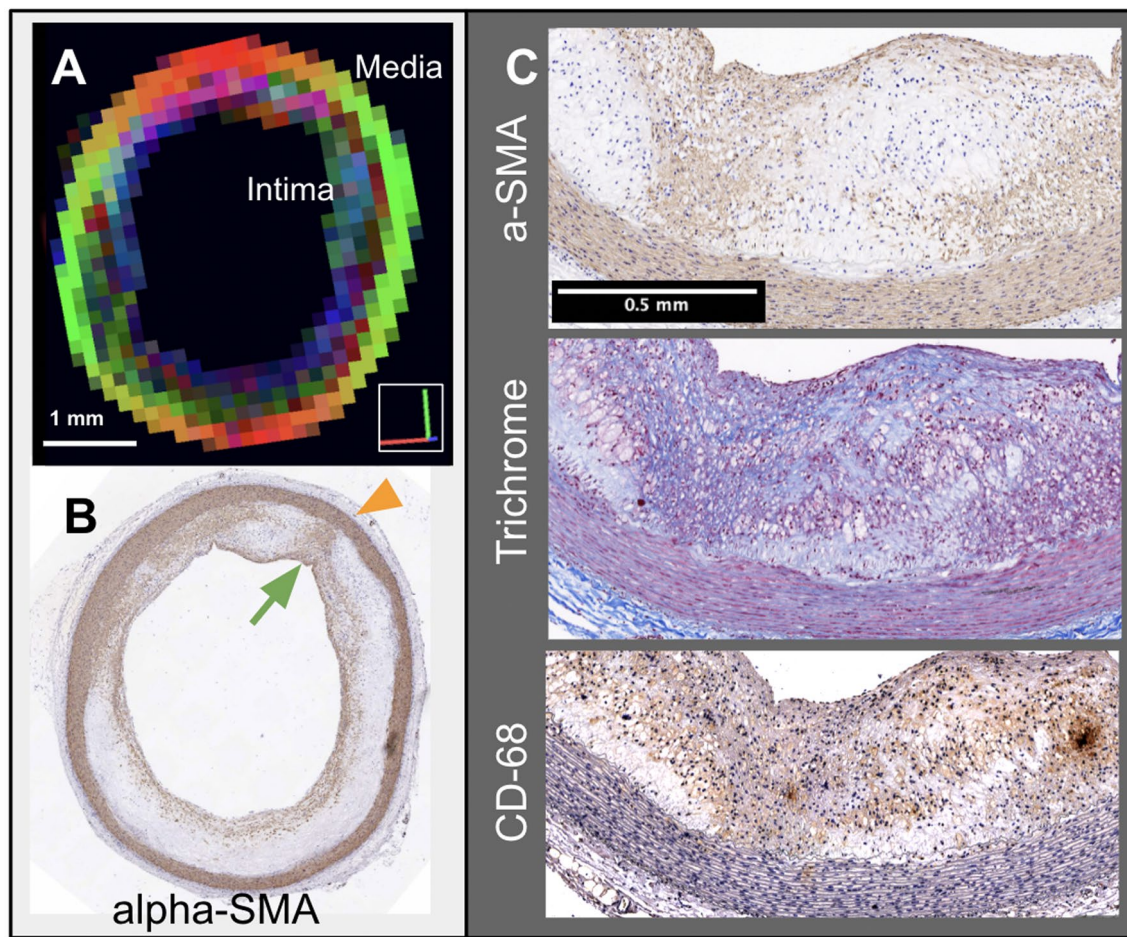 A
Media
Intima
1 mm
B
alpha-SMA
C
a-SMA
0.5 mm
Trichrome
CD-68